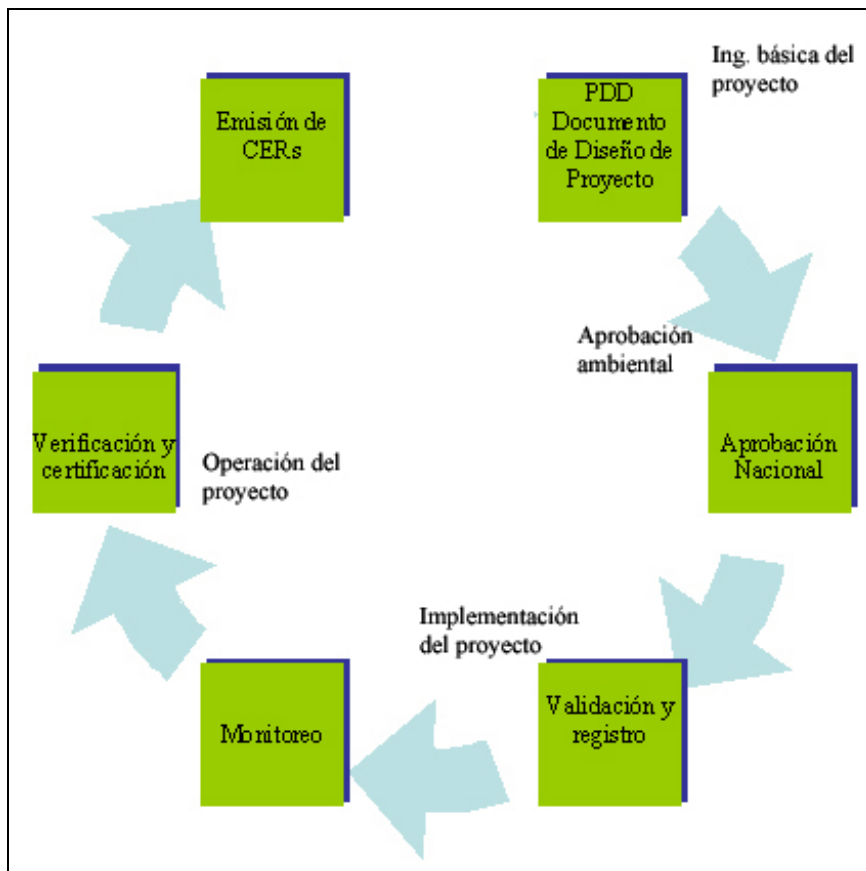 Ing. básica del
proyecto
PDD
Documento
de Diseño de
Proyecto
Aprobación
ambiental
Aprobación
Nacional
Validación y
registro
Implementación
del proyecto
Monitoreo
Operación del
proyecto
Verificación y
certificación
Emisión de
CERs